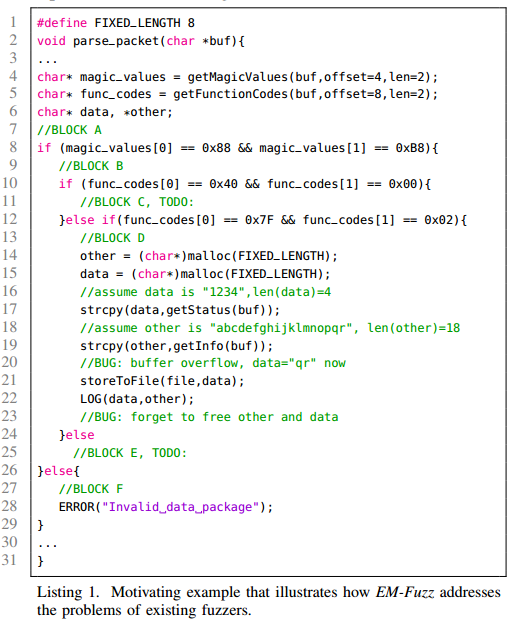 1 #define FIXED_LENGTH 8
2 void parse_packet(char *buf){
3 ...
4 char* magic_values = getMagicValues(buf,offset=4,len=2);
5 char* func_codes = getFunctionCodes(buf,offset=8,len=2);
6 char* data, *other;
7 //BLOCK A
8 if (magic_values[0] == 0x88 && magic_values[1] == 0xB8){
9 //BLOCK B
10 if (func_codes[0] == 0x40 && func_codes[1] == 0x00){
11 //BLOCK C, TODO:
12 }else if(func_codes[0] == 0x7F && func_codes[1] == 0x02){
13 //BLOCK D
14 other = (char*)malloc(FIXED_LENGTH);
15 data = (char*)malloc(FIXED_LENGTH);
16 //assume data is "1234",len(data)=4
17 strcpy(data,getStatus(buf));
18 //assume other is "abcdefghijklmnopqr", len(other)=18
19 strcpy(other,getInfo(buf));
20 //BUG: buffer overflow, data="qr" now
21 storeToFile(file,data);
22 LOG(data,other);
23 //BUG: forget to free other and data
24 }else
25 //BLOCK E, TODO:
26 }else{
27 //BLOCK F
28 ERROR("Invalid␣data␣package");
29 }
30 ...
31 }
Listing 1. Motivating example that illustrates how EM-Fuzz addresses
the problems of existing fuzzers.